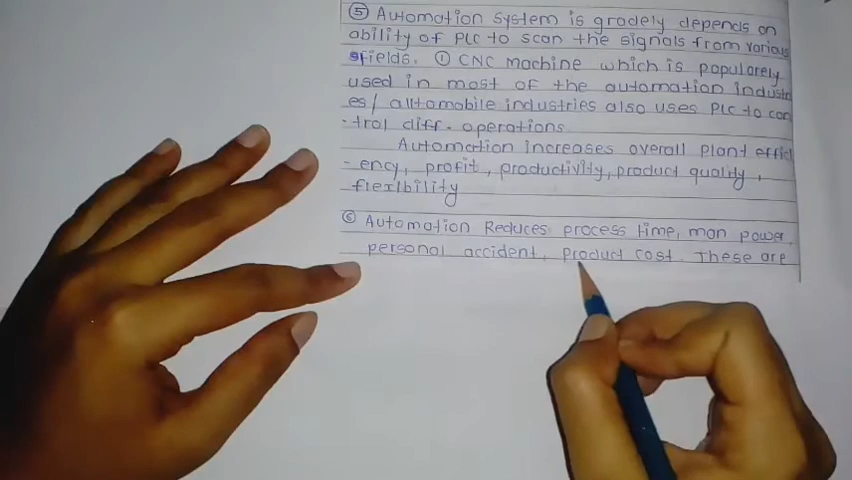 ⑤ Automotion system is gradely depends on
ability of PLC to scan the signals from various
fields. ① CNC machine which is popularely
used in most of the automation industri
es/ automobile industries also uses PLC to con
-trol diff. operations
Automation increases overall plant effici
-ency, profit, productivity, product quality,
flexibility
⑥ Automation Reduces process time, man power,
personal accident, product cost. These are